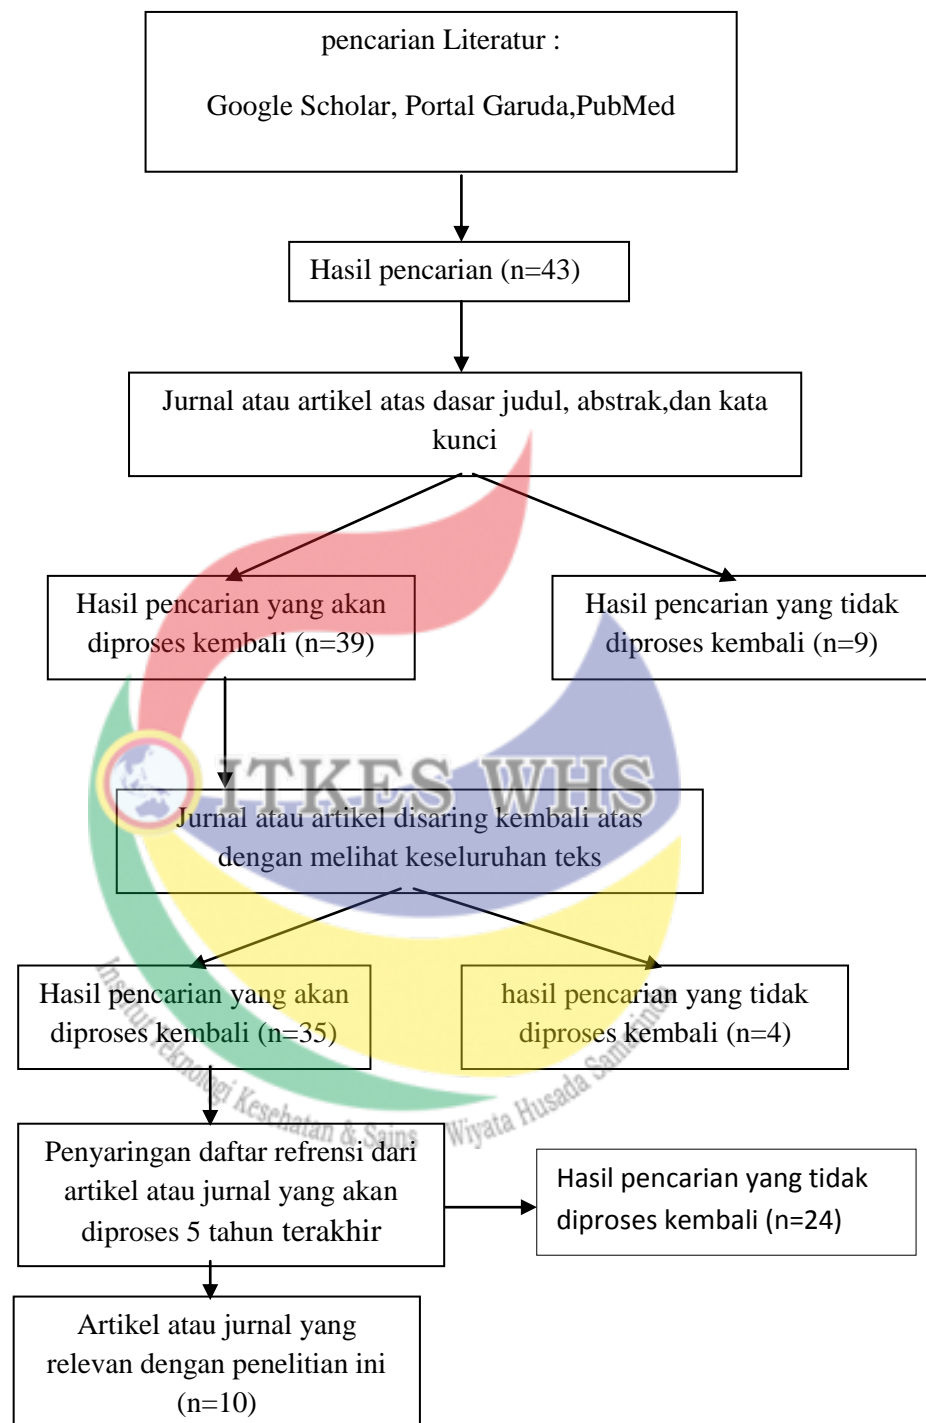 pencarian Literatur :
Google Scholar, Portal Garuda,PubMed
Hasil pencarian (n=43)
Jurnal atau artikel atas dasar judul, abstrak,dan kata
kunci
Hasil pencarian yang akan
diproses kembali (n=39)
Hasil pencarian yang tidak
diproses kembali (n=9)
ITKES WHS
Jurnal atau artikel disaring kembali atas
dengan melihat keseluruhan teks
Hasil pencarian yang akan
diproses kembali (n=35)
hasil pencarian yang tidak
diproses kembali (n=4)
Institut Teknologi Kesehatan & Sains Wiyata Husada Samarinda
Penyaringan daftar refrensi dari
artikel atau jurnal yang akan
diproses 5 tahun terakhir
Hasil pencarian yang tidak
diproses kembali (n=24)
Artikel atau jurnal yang
relevan dengan penelitian ini
(n=10)